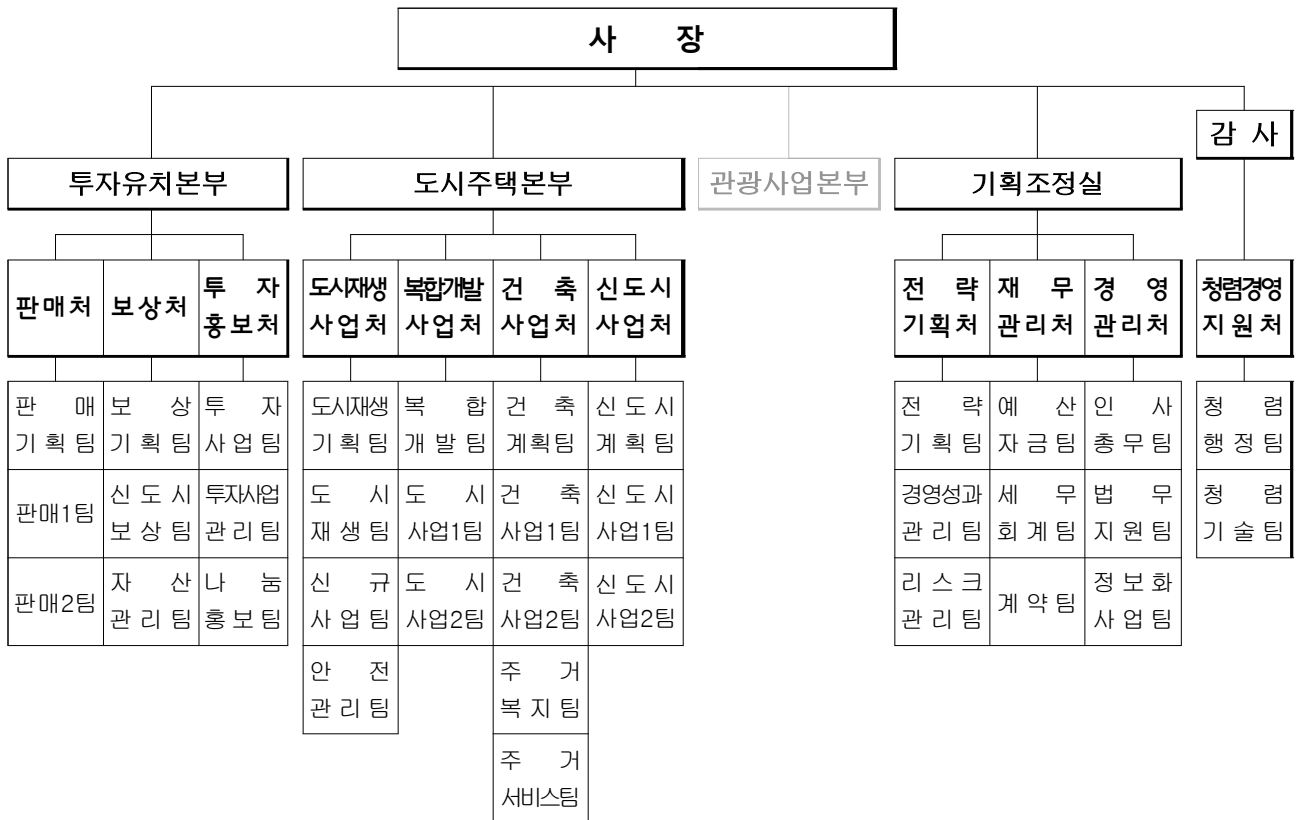 사 장
감 사
투자유치본부
도시주택본부
관광사업본부
기획조정실
판매처
보상처
투 자
홍보처
도시재생
사업처
복합개발
사업처
건 축
사업처
신도시
사업처
전 략
기획처
재 무
관리처
경 영
관리처
청렴경영
지원처
판 매
기획팀
판매1팀
판매2팀
보 상
기획팀
신도시
보상팀
자 산
관리팀
투 자
사업팀
투자사업
관리팀
나 눔
홍보팀
도시재생
기획팀
도 시
재생팀
신 규
사업팀
안 전
관리팀
복 합
개발팀
도 시
사업1팀
도 시
사업2팀
건 축
계획팀
건 축
사업1팀
건 축
사업2팀
주 거
복지팀
주 거
서비스팀
신도시
계획팀
신도시
사업1팀
신도시
사업2팀
전 략
기획팀
경영성과
관리팀
리스크
관리팀
예 산
자금팀
세 무
회계팀
계약팀
인 사
총무팀
법 무
지원팀
정보화
사업팀
청 렴
행정팀
청 렴
기술팀